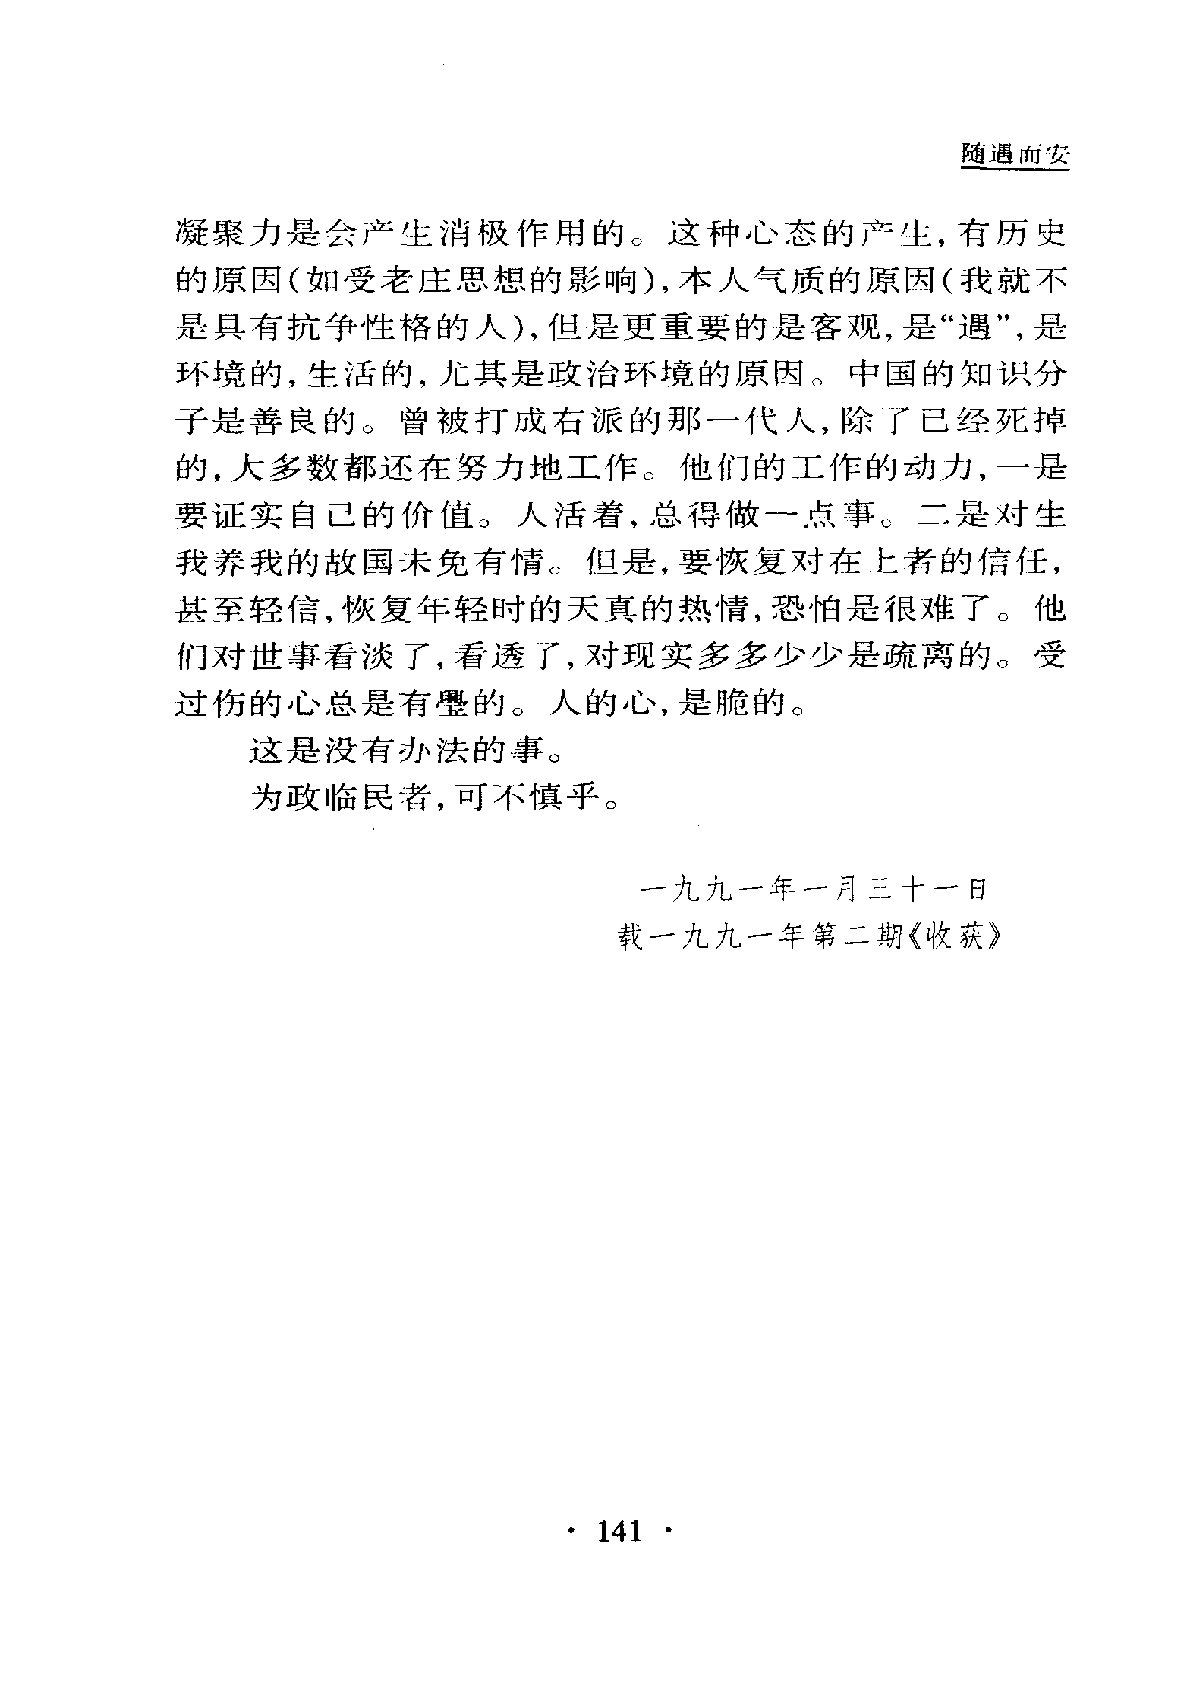 随遇而安
凝聚力是会产生消极作用的。这种心态的产生，有历史
的原因（如受老庄思想的影响），本人气质的原因（我就不
是具有抗争性格的人），但是更重要的是客观，是“遇”，是
环境的，生活的，尤其是政治环境的原因。中国的知识分
子是善良的。曾被打成右派的那一代人，除了已经死掉
的，大多数都还在努力地工作。他们的工作的动力，一是
要证实自己的价值。人活着，总得做一点事。二是对生
我养我的故国未免有情。但是，要恢复对在上者的信任，
甚至轻信，恢复年轻时的天真的热情，恐怕是很难了。他
们对世事看淡了，看透了，对现实多多少少是疏离的。受
过伤的心总是有璺的。人的心，是脆的。
这是没有办法的事。
为政临民者，可不慎乎。
一九九一年一月三十一日
载一九九一年第二期《收获》
· 141 ·